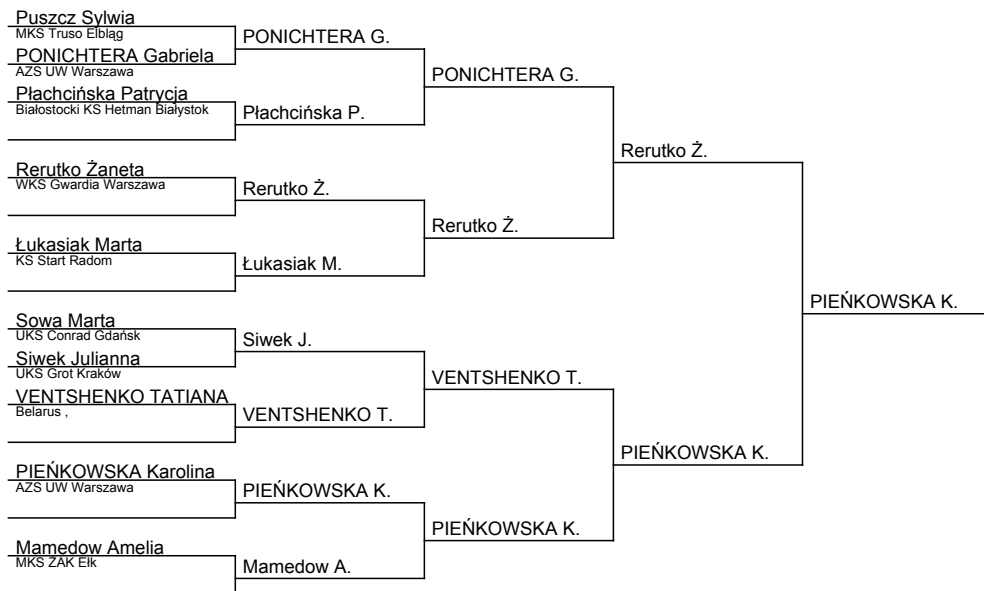 Puszcz Sylwia
MKS Truso Elbląg
PONICHTERA Gabriela
AZS UW Warszawa
Płachcińska Patrycja
Białostocki KS Hetman Białystok
Rerutko Żaneta
WKS Gwardia Warszawa
Łukasiak Marta
KS Start Radom
Sowa Marta
UKS Conrad Gdańsk
Siwek Julianna
UKS Grot Kraków
VENTSHENKO TATIANA
Belarus ,
PIEŃKOWSKA Karolina
AZS UW Warszawa
Mamedow Amelia
MKS ŻAK Ełk
PONICHTERA G.
Płachcińska P.
Rerutko Ż.
Łukasiak M.
Siwek J.
VENTSHENKO T.
PIEŃKOWSKA K.
Mamedow A.
PONICHTERA G.
Rerutko Ż.
VENTSHENKO T.
PIEŃKOWSKA K.
Rerutko Ż.
PIEŃKOWSKA K.
PIEŃKOWSKA K.